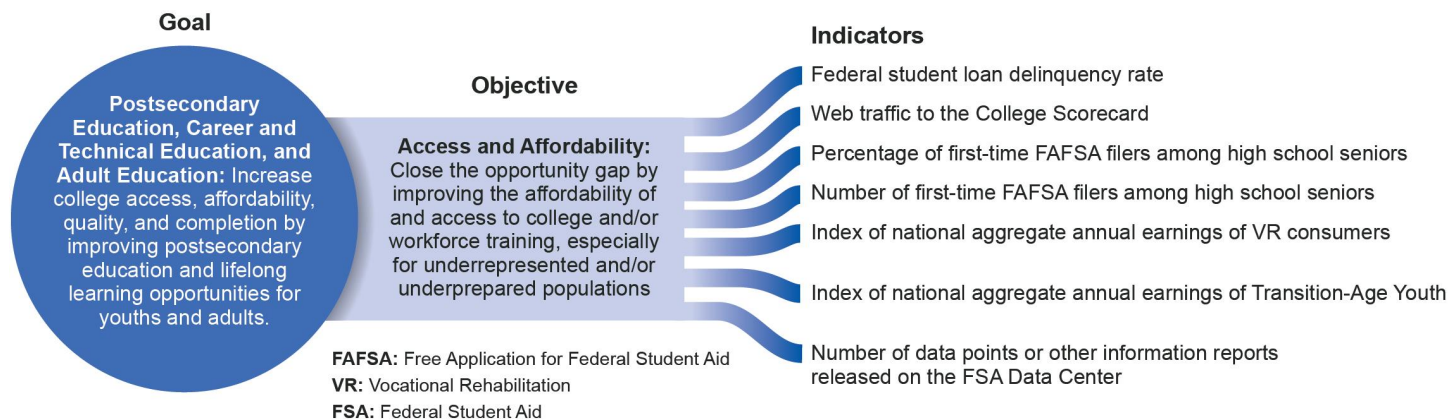 Goal
Postsecondary
Education, Career and
Technical Education, and
Adult Education: Increase
college access, affordability,
quality, and completion by
improving postsecondary
education and lifelong
learning opportunities for
youths and adults.
Objective
Access and Affordability:
Close the opportunity gap by
improving the affordability of
and access to college and/or
workforce training, especially
for underrepresented and/or
underprepared populations
Indicators
Federal student loan delinquency rate
Web traffic to the College Scorecard
Percentage of first-time FAFSA filers among high school seniors
Number of first-time FAFSA filers among high school seniors
Index of national aggregate annual earnings of VR consumers
Index of national aggregate annual earnings of Transition-Age Youth
Number of data points or other information reports
released on the FSA Data Center
FAFSA: Free Application for Federal Student Aid
VR: Vocational Rehabilitation
FSA: Federal Student Aid